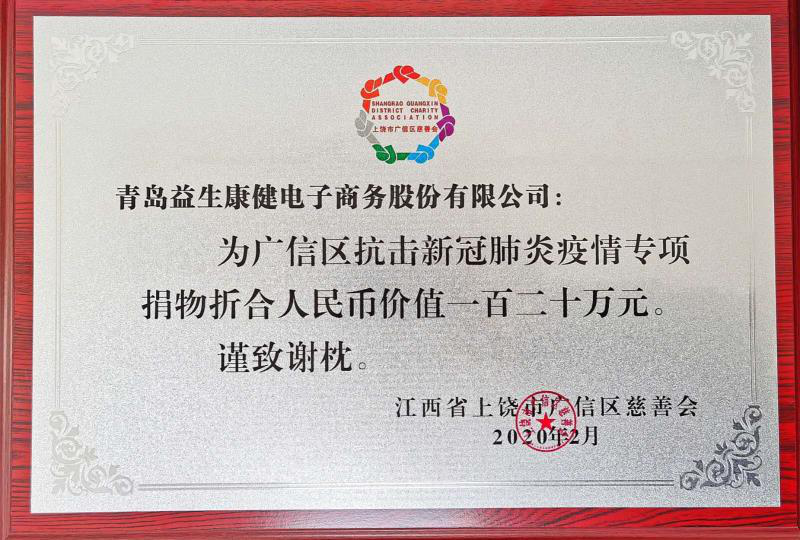 SHANGRAO GUANGXIN
DISTRICT CHARITY
ASSOCIATION
上饶市广信区慈善会
青岛益生康健电子商务股份有限公司：
为广信区抗击新冠肺炎疫情专项
捐物折合人民币价值一百二十万元。
谨致谢枕。
江西省上饶市广信区慈善会
2020年2月